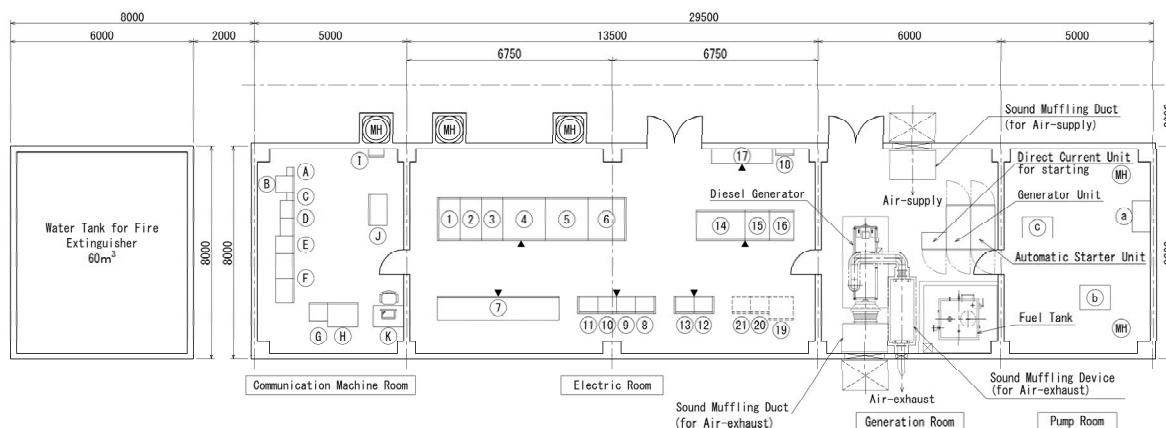 8000
29500
6000
2000
5000
13500
6000
5000
6750
6750
Sound Muffling Duct
(for Air-supply)
MH
MH
MH
I
17
18
Direct Current Unit
for starting
A
B
C
D
E
F
J
G
H
K
Diesel Generator
Air-supply
Generator Unit
MH
a
c
1
2
3
4
5
6
14
15
16
Water Tank for Fire
Extinguisher
60m³
8000
8000
Automatic Starter Unit
7
11
10
9
8
13
12
21
20
19
b
Fuel Tank
MH
Communication Machine Room
Electric Room
Sound Muffling Device
(for Air-exhaust)
Air-exhaust
Sound Muffling Duct
(for Air-exhaust)
Generation Room
Pump Room